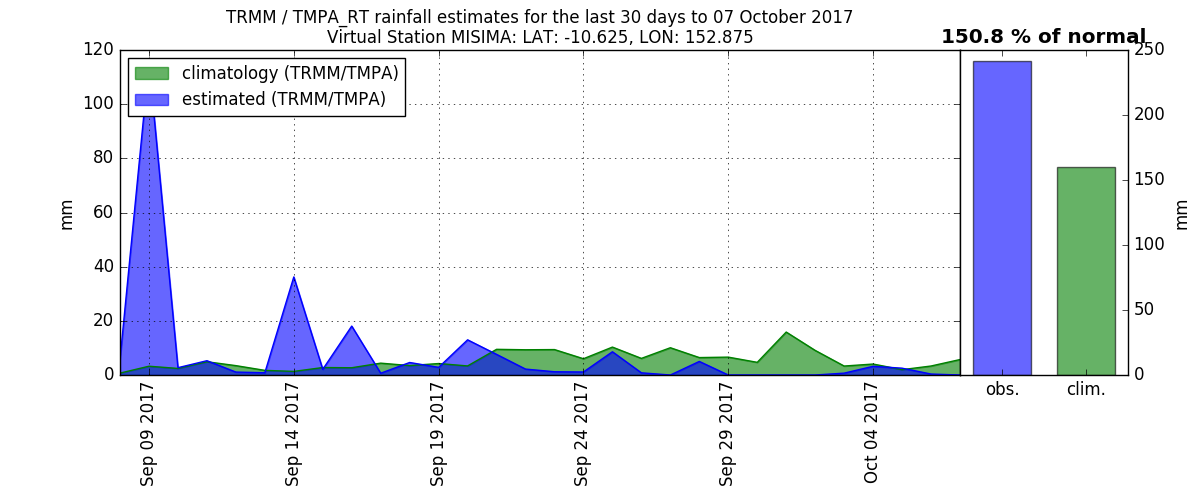 TRMM / TMPA_RT rainfall estimates for the last 30 days to 07 October 2017
Virtual Station MISIMA: LAT: -10.625, LON: 152.875
150.8 % of normal
climatology (TRMM/TMPA)
estimated (TRMM/TMPA)
mm
120
100
80
60
40
20
0
Sep 09 2017
Sep 14 2017
Sep 19 2017
Sep 24 2017
Sep 29 2017
Oct 04 2017
obs.
clim.
250
200
150
100
50
0
mm